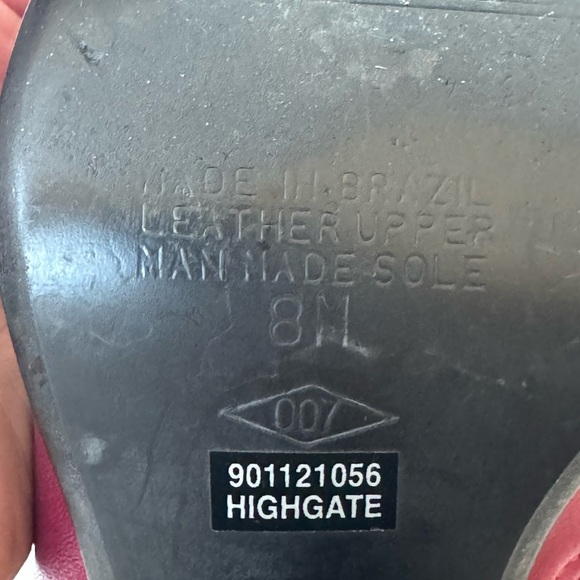 MADE IN BRAZIL
LEATHER UPPER
MAN MADE SOLE
8M
007
901121056
HIGHGATE